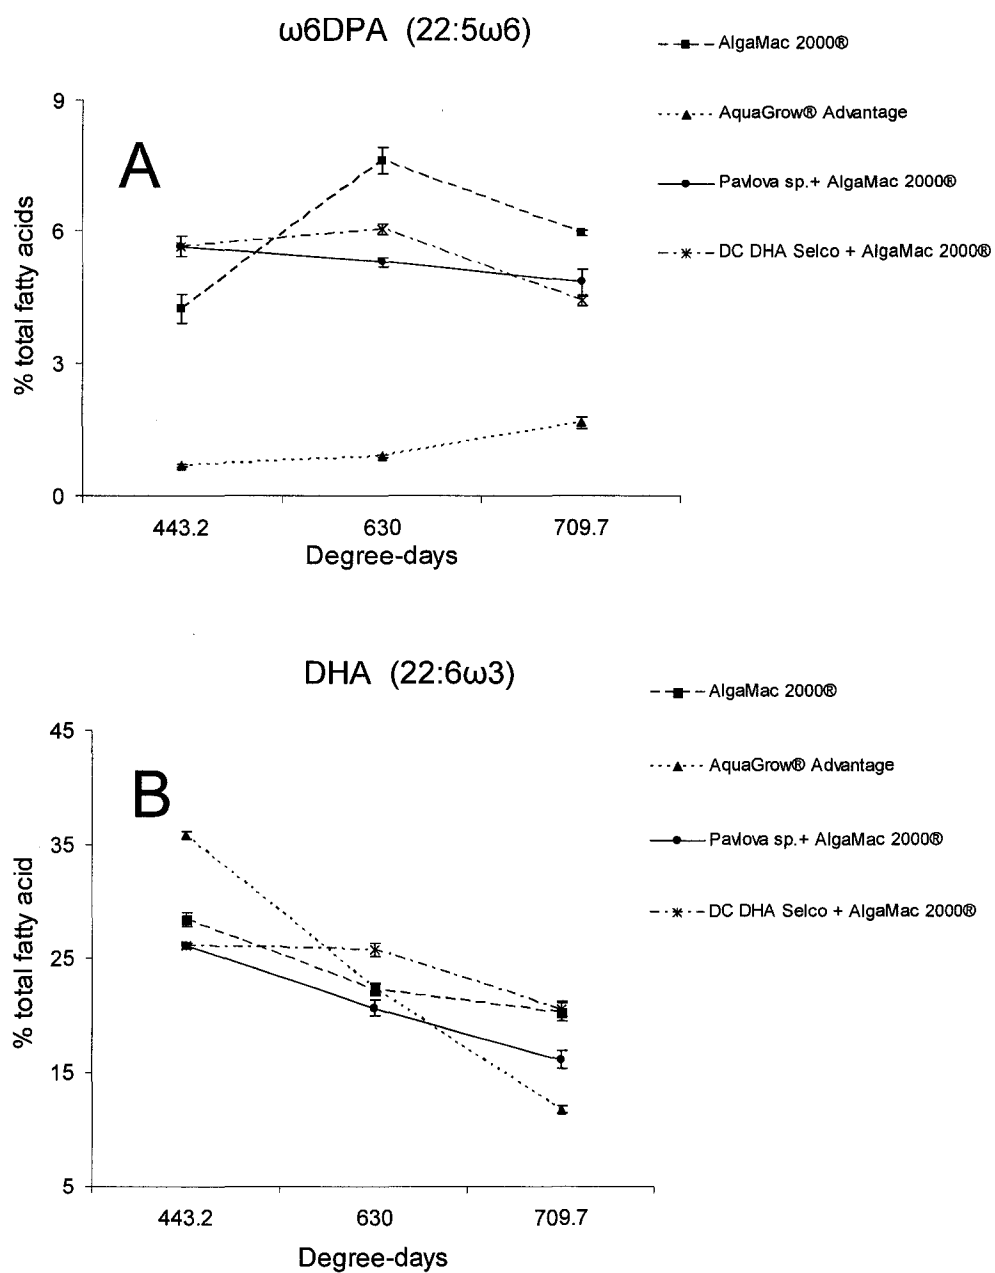 ω6DPA (22:5ω6)
AlgaMac 2000®
AquaGrow® Advantage
Pavlova sp.+ AlgaMac 2000®
DC DHA Selco + AlgaMac 2000®
A
% total fatty acids
9
6
3
0
443.2 630 709.7
Degree-days
DHA (22:6ω3)
AlgaMac 2000®
AquaGrow® Advantage
Pavlova sp.+ AlgaMac 2000®
DC DHA Selco + AlgaMac 2000®
B
% total fatty acid
45
35
25
15
5
443.2 630 709.7
Degree-days